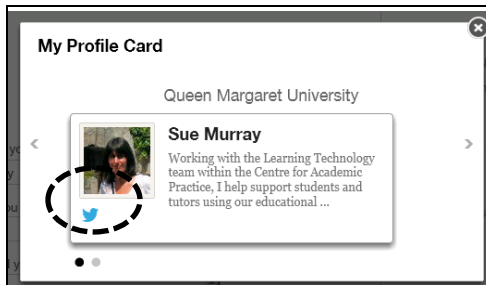 My Profile Card
Queen Margaret University
Sue Murray
Working with the Learning Technology
team within the Centre for Academic
Practice, I help support students and
tutors using our educational ...